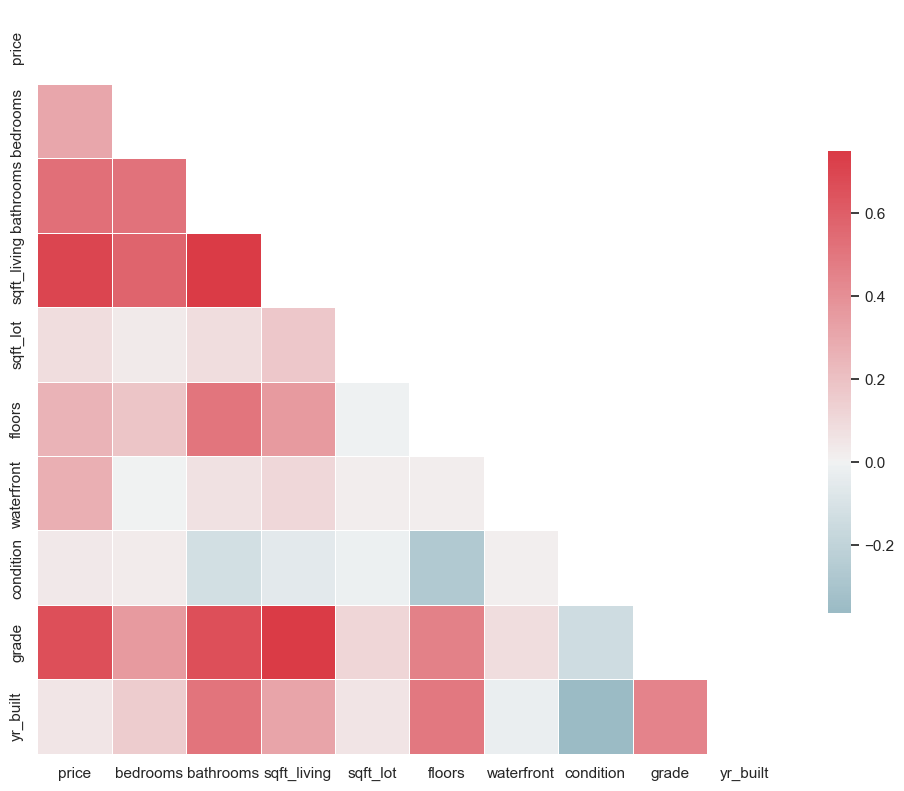 price
bedrooms
bathrooms
sqft_living
sqft_lot
floors
waterfront
condition
grade
yr_built
price bedrooms bathrooms sqft_living sqft_lot floors waterfront condition grade yr_built
0.6
0.4
0.2
0.0
−0.2